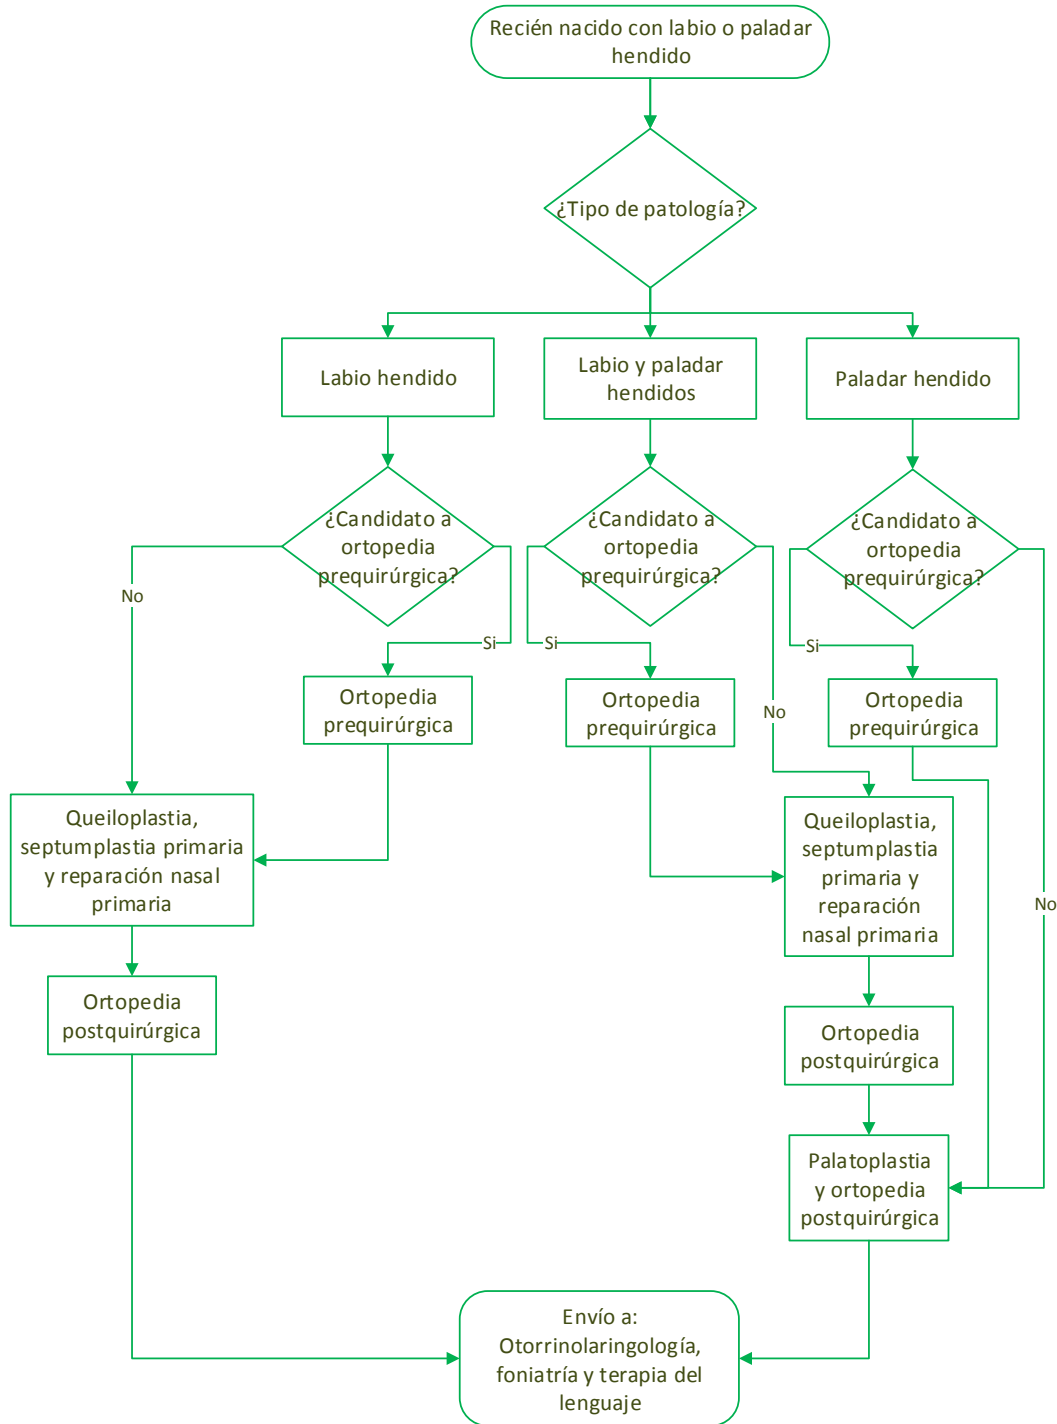 Recién nacido con labio o paladar
hendido
¿Tipo de patología?
Labio hendido
Labio y paladar
hendidos
Paladar hendido
¿Candidato a
ortopedia
prequirúrgica?
¿Candidato a
ortopedia
prequirúrgica?
¿Candidato a
ortopedia
prequirúrgica?
No
Si
Si
Si
Ortopedia
prequirúrgica
Ortopedia
prequirúrgica
No
Ortopedia
prequirúrgica
Queiloplastia,
septumplastia primaria
y reparación nasal
primaria
Queiloplastia,
septumplastia
primaria y
reparación
nasal primaria
No
Ortopedia
postquirúrgica
Ortopedia
postquirúrgica
Palatoplastia
y ortopedia
postquirúrgica
Envío a:
Otorrinolaringología,
foniatría y terapia del
lenguaje